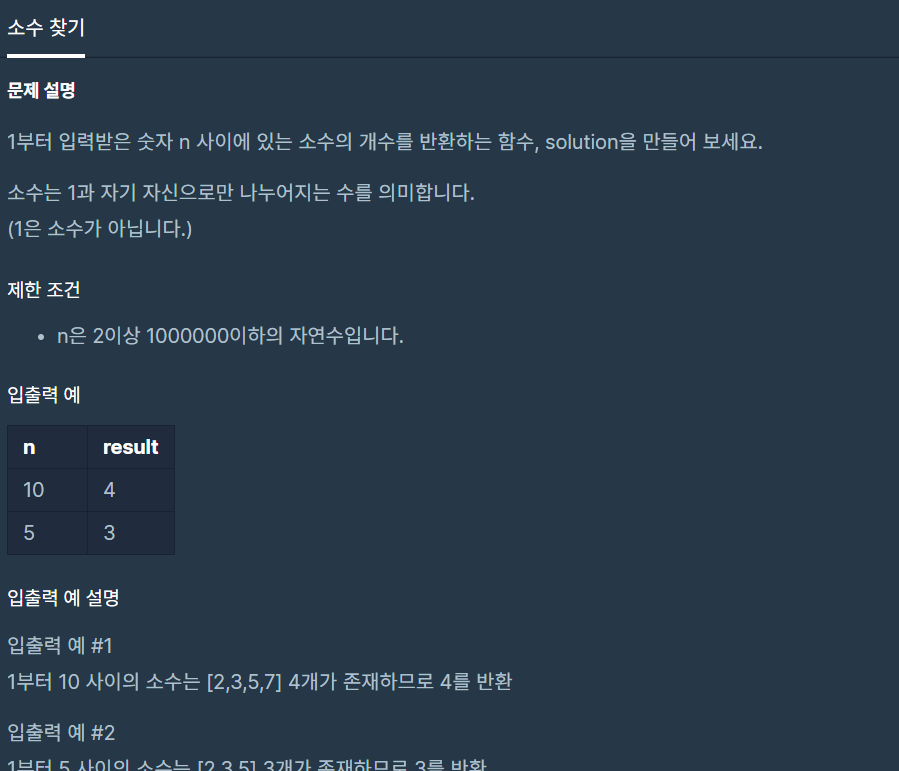 소수 찾기
문제 설명
1부터 입력받은 숫자 n 사이에 있는 소수의 개수를 반환하는 함수, solution을 만들어 보세요.
소수는 1과 자기 자신으로만 나누어지는 수를 의미합니다.
(1은 소수가 아닙니다.)
제한 조건
• n은 2이상 1000000이하의 자연수입니다.
입출력 예
n result
10 4
5 3
입출력 예 설명
입출력 예 #1
1부터 10 사이의 소수는 [2,3,5,7] 4개가 존재하므로 4를 반환
입출력 예 #2
1부터 5 사이의 소수는 [2,3,5] 3개가 존재하므로 3를 반환